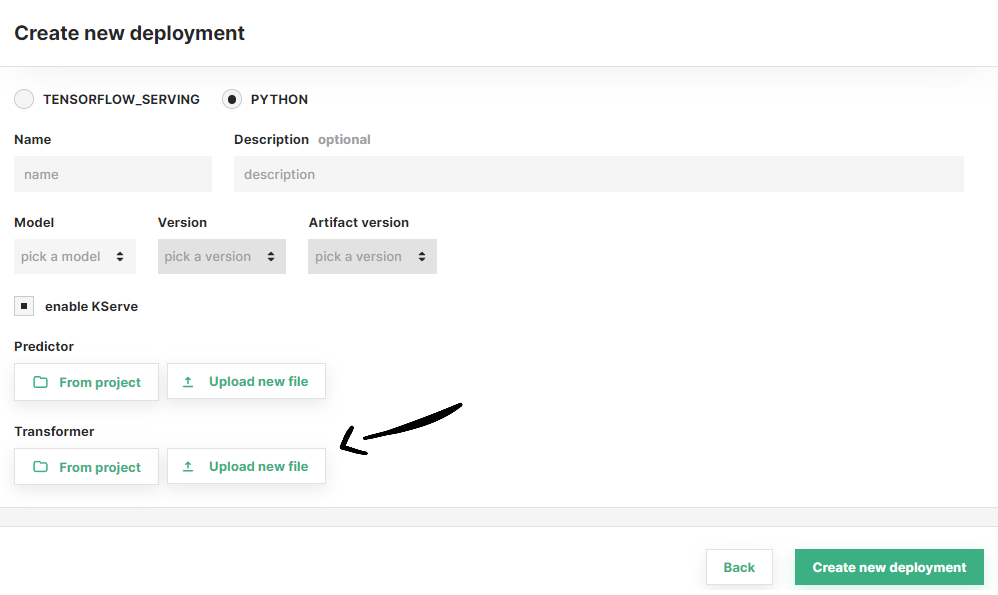 Create new deployment
TENSORFLOW_SERVING PYTHON
Name Description optional
name description
Model Version Artifact version
pick a model pick a version pick a version
enable KServe
Predictor
From project Upload new file
Transformer
From project Upload new file
Back Create new deployment